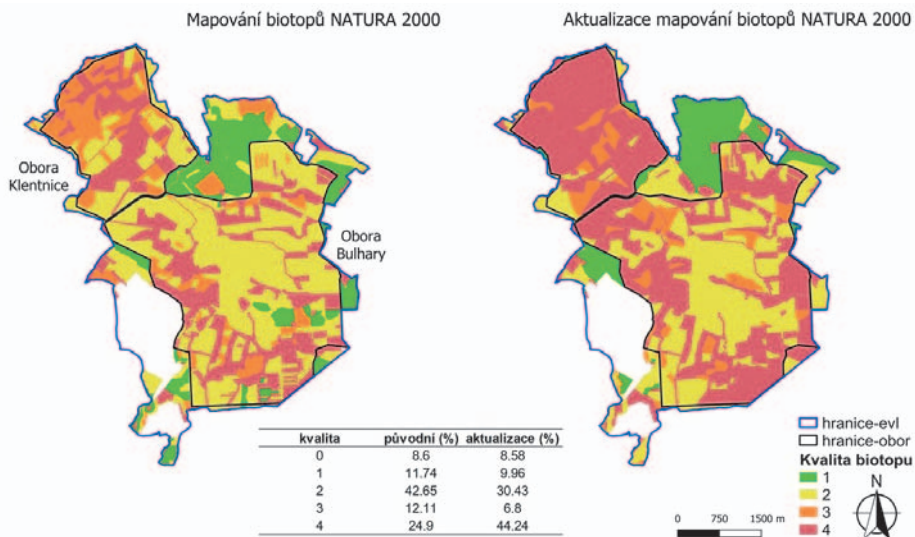 Mapování biotopů NATURA 2000
Aktualizace mapování biotopů NATURA 2000
Obora
Klentnice
Obora
Bulhary
kvalita původní (%) aktualizace (%)
0 8.6 8.58
1 11.74 9.96
2 42.65 30.43
3 12.11 6.8
4 24.9 44.24
hranice-evl
hranice-obor
Kvalita biotopu
1
2
3
4
N
0 750 1500 m